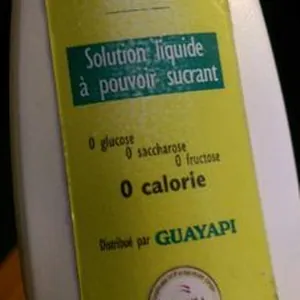 Solution liquide
à pouvoir sucrant
0 glucose
0 saccharose
0 fructose
0 calorie
Distribué par GUAYAPI